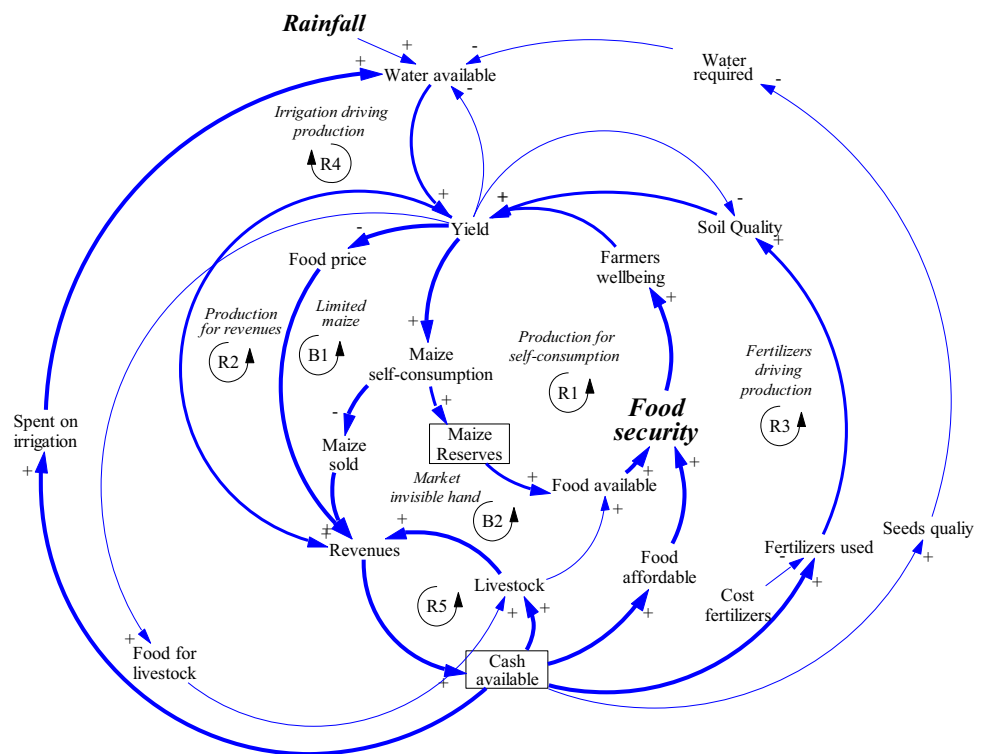 Rainfall
+
-
+
Water
required
-
Water available
-
Irrigation driving
production
R4
+
+
-
Yield
Soil Quality
+
-
Food price
Farmers
wellbeing
+
Production
for revenues
R2
Limited
maize
B1
+
Maize
self-consumption
Production for
self-consumption
R1
Fertilizers
driving
production
R3
-
+
Food
security
Spent on
irrigation
+
Maize
sold
Maize
Reserves
+
+
+
Market
invisible hand
B2
Food available
+
+
+
+
Revenues
Seeds qualiy
+
Fertilizers used
-
+
Food
affordable
+
Livestock
+
+
R5
Cost
fertilizers
+
Food for
livestock
Cash
available
+